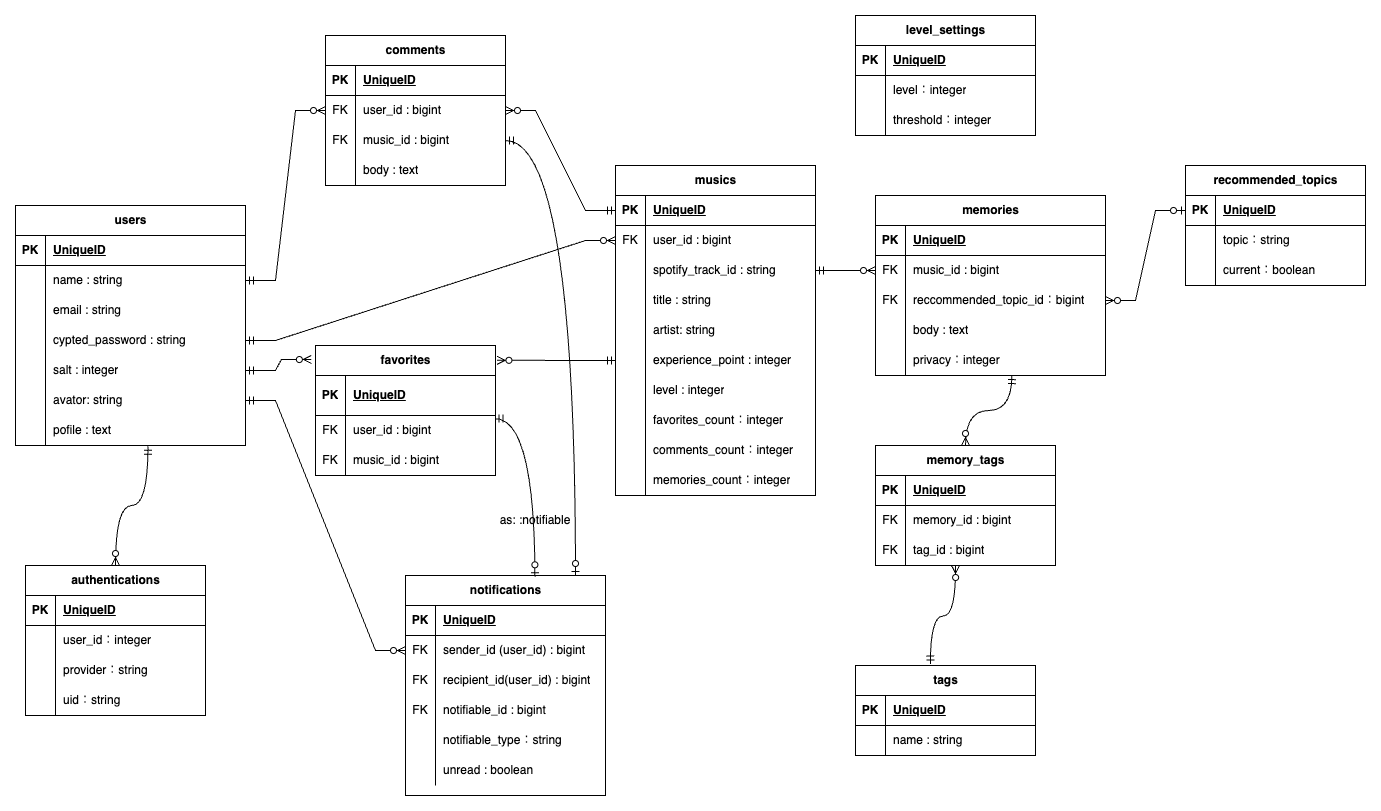 level_settings
PK UniqueID
level：integer
threshold：integer
comments
PK UniqueID
FK user_id : bigint
FK music_id : bigint
body : text
musics
PK UniqueID
FK user_id : bigint
spotify_track_id : string
title : string
artist: string
experience_point : integer
level : integer
favorites_count：integer
comments_count：integer
memories_count：integer
recommended_topics
PK UniqueID
topic：string
current：boolean
memories
PK UniqueID
FK music_id : bigint
FK reccommended_topic_id：bigint
body : text
privacy：integer
users
PK UniqueID
name : string
email : string
cypted_password : string
salt : integer
avator: string
pofile : text
favorites
PK UniqueID
FK user_id : bigint
FK music_id : bigint
memory_tags
PK UniqueID
FK memory_id : bigint
FK tag_id : bigint
as: :notifiable
authentications
PK UniqueID
user_id：integer
provider：string
uid：string
notifications
PK UniqueID
FK sender_id (user_id) : bigint
FK recipient_id(user_id) : bigint
FK notifiable_id : bigint
notifiable_type：string
unread : boolean
tags
PK UniqueID
name : string